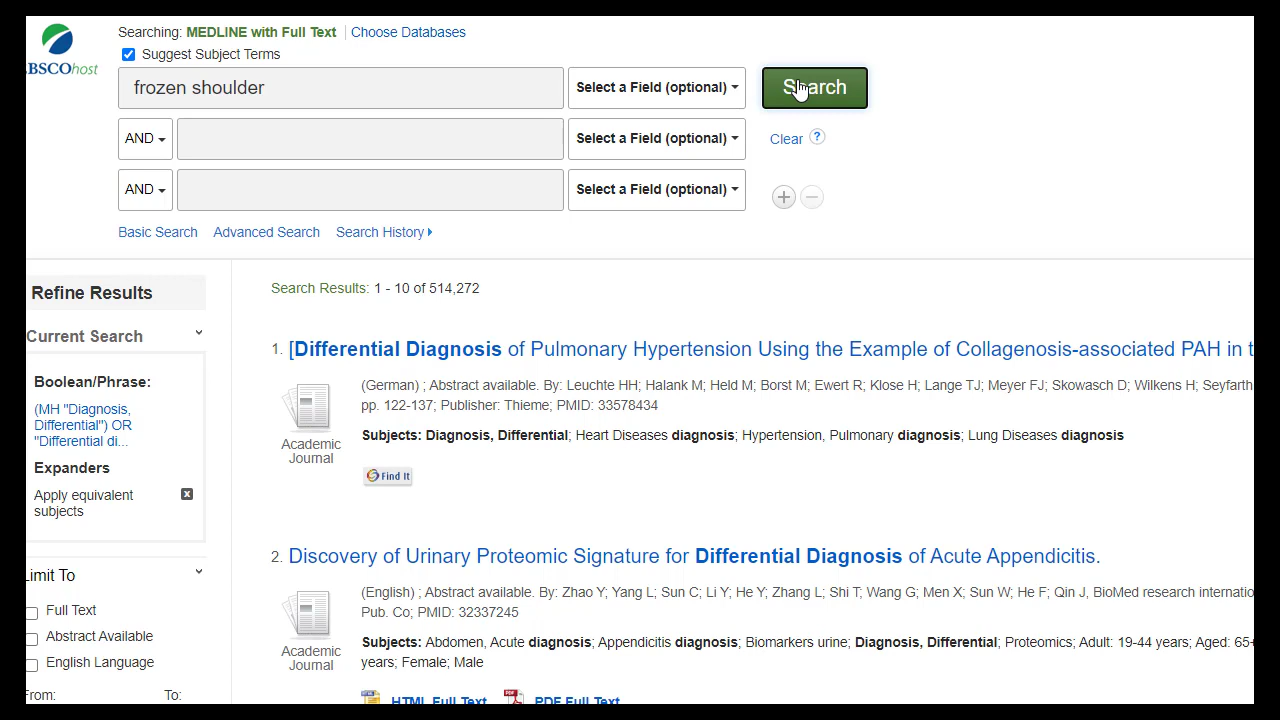 Searching: MEDLINE with Full Text | Choose Databases
Suggest Subject Terms
BSCOhost
frozen shoulder Select a Field (optional) Search
AND Select a Field (optional) Clear ?
AND Select a Field (optional)
Basic Search Advanced Search Search History
Refine Results
Search Results: 1 - 10 of 514,272
Current Search
Boolean/Phrase:
(MH "Diagnosis,
Differential") OR
"Differential di...
Expanders
Apply equivalent
subjects
Limit To
Full Text
Abstract Available
English Language
From: To:
1. [Differential Diagnosis of Pulmonary Hypertension Using the Example of Collagenosis-associated PAH in t
(German) ; Abstract available. By: Leuchte HH; Halank M; Held M; Borst M; Ewert R; Klose H; Lange TJ; Meyer FJ; Skowasch D; Wilkens H; Seyfarth
pp. 122-137; Publisher: Thieme; PMID: 33578434
Academic
Journal
Subjects: Diagnosis, Differential; Heart Diseases diagnosis; Hypertension, Pulmonary diagnosis; Lung Diseases diagnosis
Find It
2. Discovery of Urinary Proteomic Signature for Differential Diagnosis of Acute Appendicitis.
(English) ; Abstract available. By: Zhao Y; Yang L; Sun C; Li Y; He Y; Zhang L; Shi T; Wang G; Men X; Sun W; He F; Qin J, BioMed research internatio
Pub. Co; PMID: 32337245
Academic
Journal
Subjects: Abdomen, Acute diagnosis; Appendicitis diagnosis; Biomarkers urine; Diagnosis, Differential; Proteomics; Adult: 19-44 years; Aged: 65+
years; Female; Male
HTML Full Text PDF Full Text